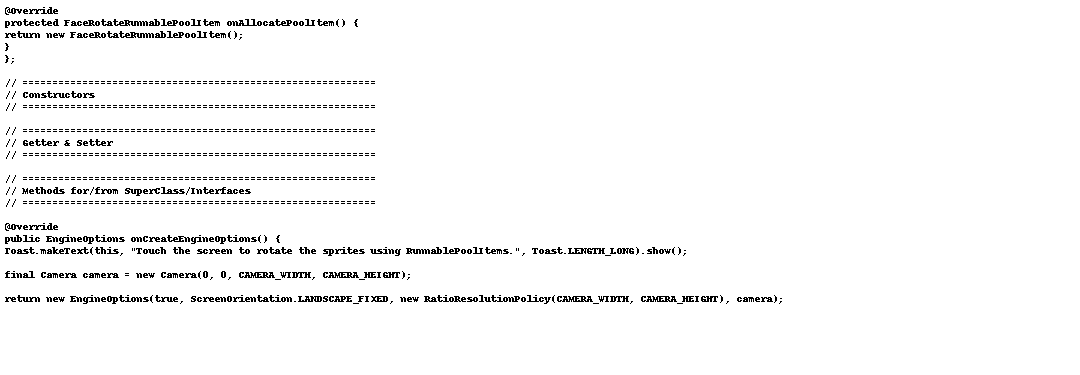 @Override
protected FaceRotateRunnablePoolItem onAllocatePoolItem() {
return new FaceRotateRunnablePoolItem();
}
};
// ===========================================================
// Constructors
// ===========================================================
// ===========================================================
// Getter & Setter
// ===========================================================
// ===========================================================
// Methods for/from SuperClass/Interfaces
// ===========================================================
@Override
public EngineOptions onCreateEngineOptions() {
Toast.makeText(this, "Touch the screen to rotate the sprites using RunnablePoolItems.", Toast.LENGTH_LONG).show();
final Camera camera = new Camera(0, 0, CAMERA_WIDTH, CAMERA_HEIGHT);
return new EngineOptions(true, ScreenOrientation.LANDSCAPE_FIXED, new RatioResolutionPolicy(CAMERA_WIDTH, CAMERA_HEIGHT), camera);